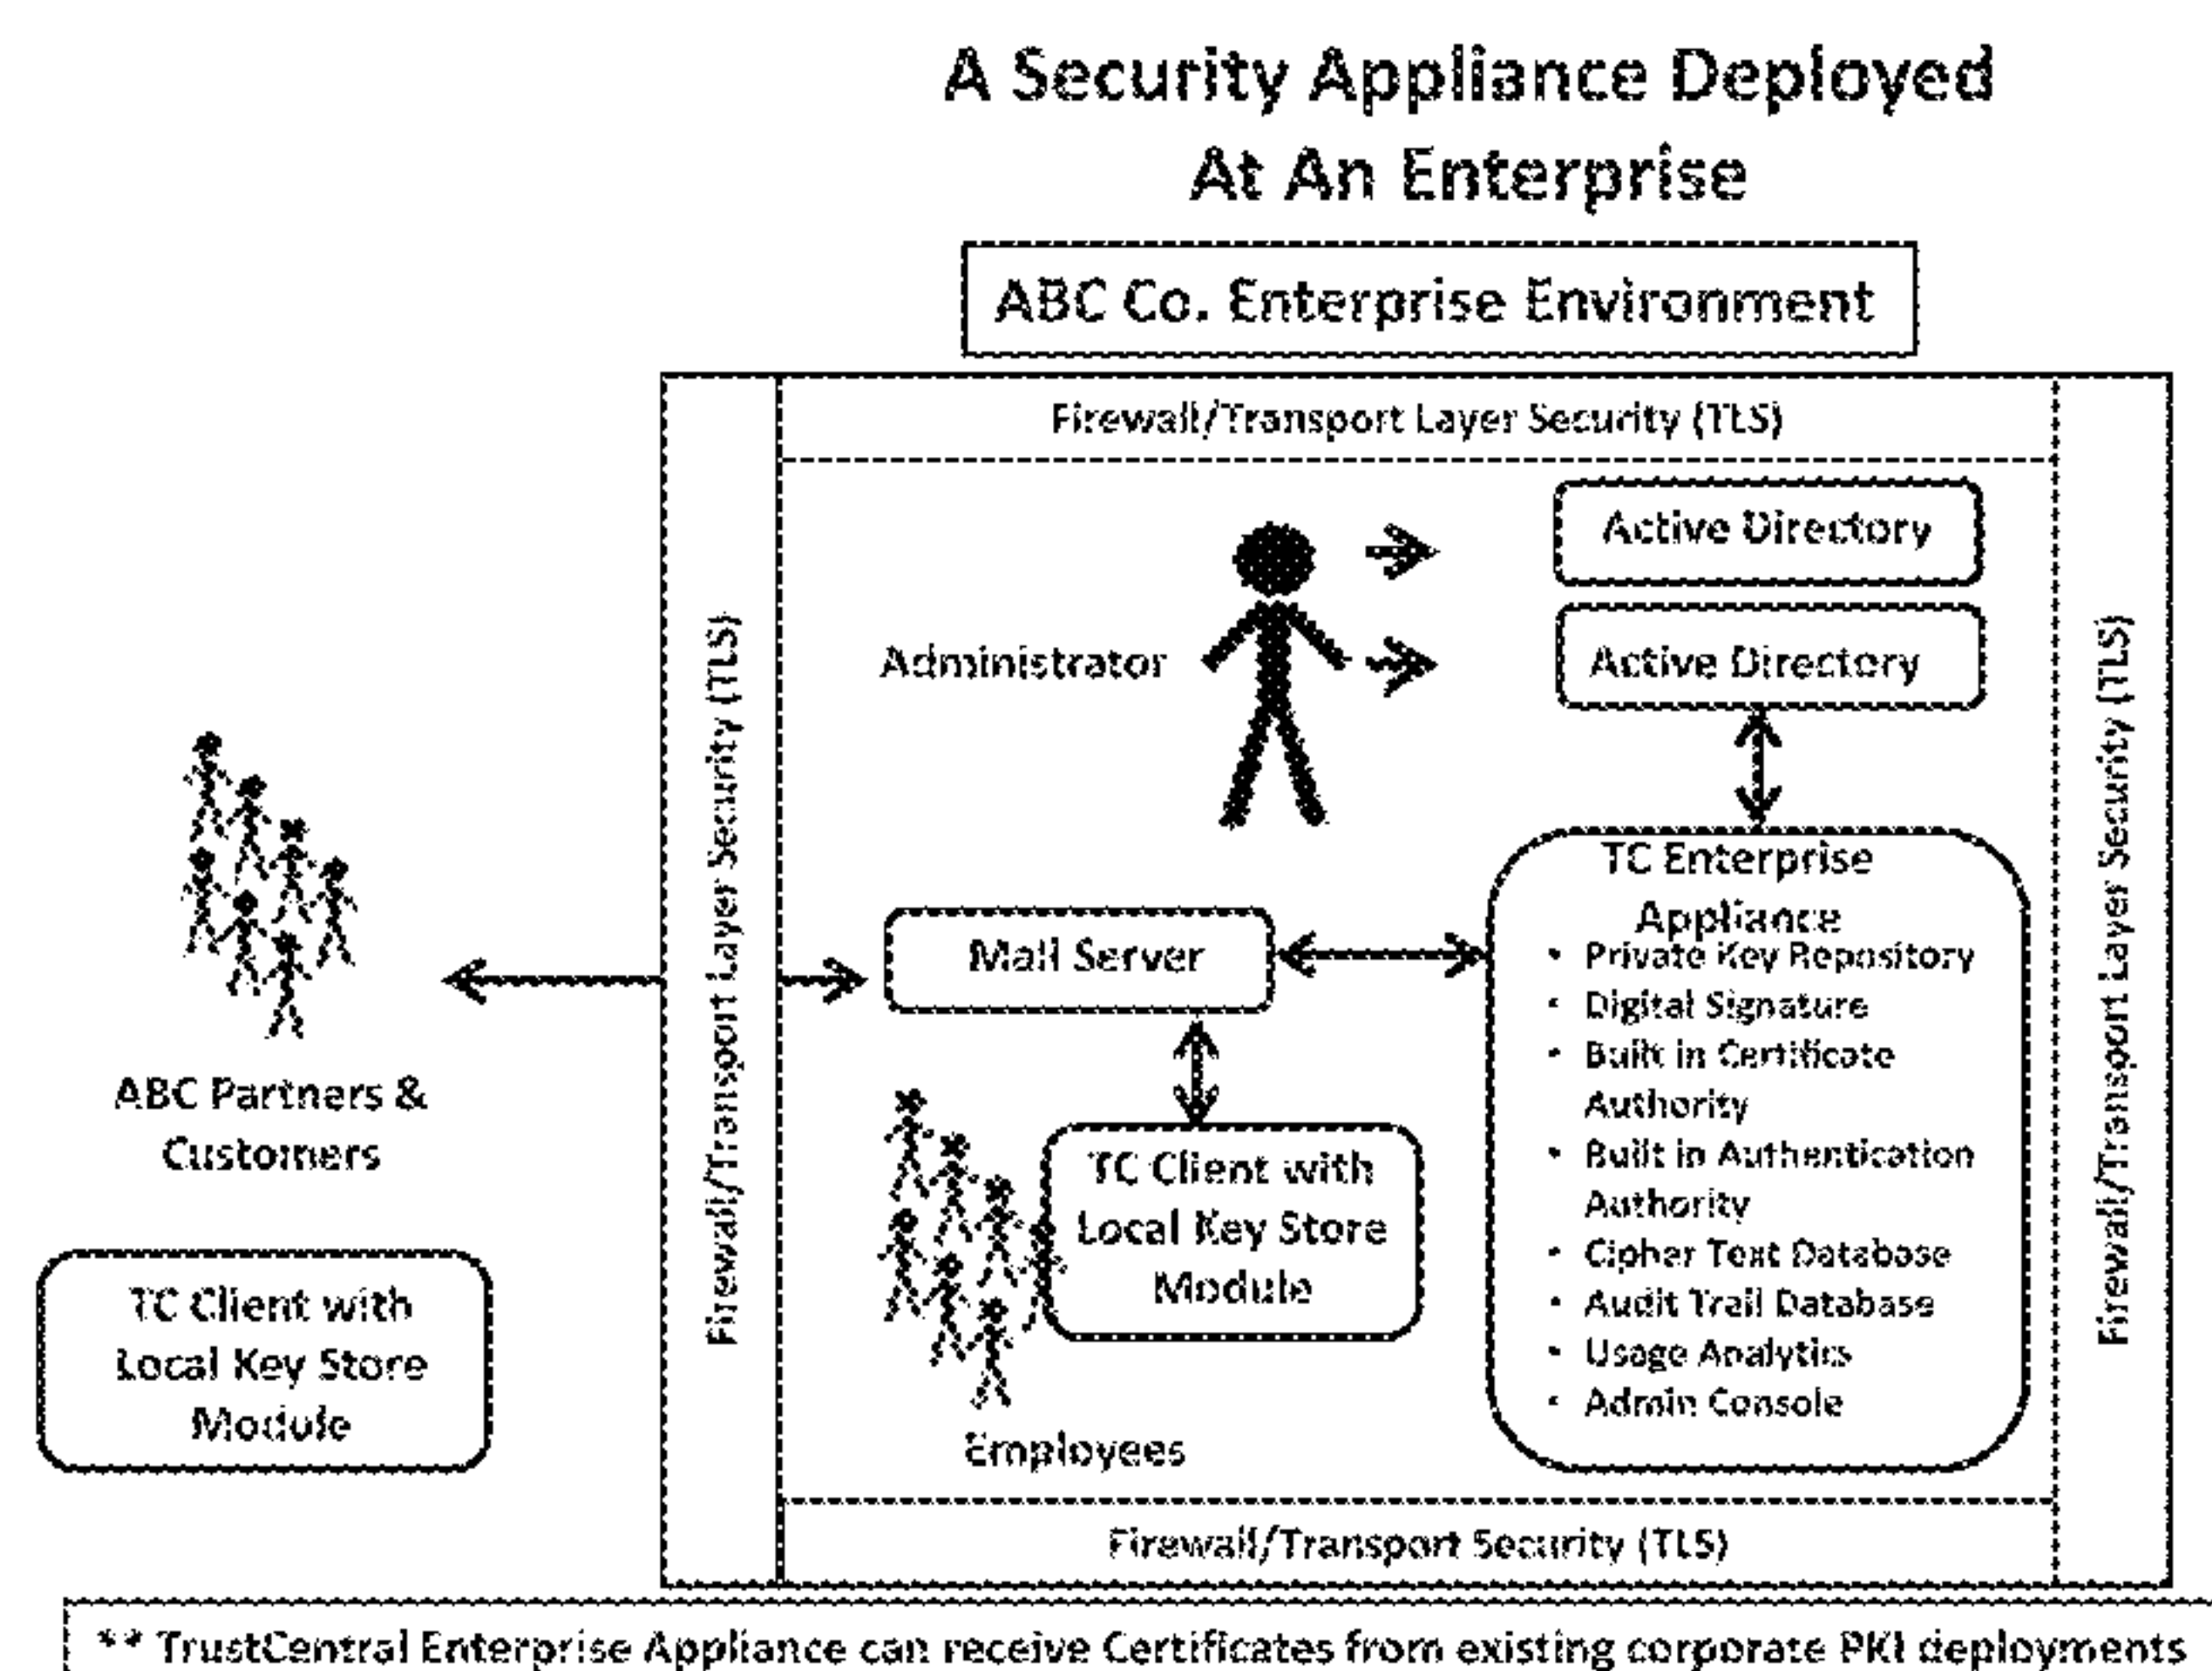 A Security Appliance Deployed
At An Enterprise
ABC Co. Enterprise Environment
Firewall/Transport Layer Security (TLS)
Firewall/Transport Layer Security (TLS)
Firewall/Transport Layer Security (TLS)
Active Directory
Administrator
Active Directory
TC Enterprise
Appliance
• Private Key Repository
• Digital Signature
• Built in Certificate
Authority
• Built in Authentication
Authority
• Cipher Text Database
• Audit Trail Database
• Usage Analytics
• Admin Console
Mail Server
ABC Partners &
Customers
TC Client with
Local Key Store
Module
TC Client with
Local Key Store
Module
Employees
Firewall/Transport Security (TLS)
** TrustCentral Enterprise Appliance can receive Certificates from existing corporate PKI deployments